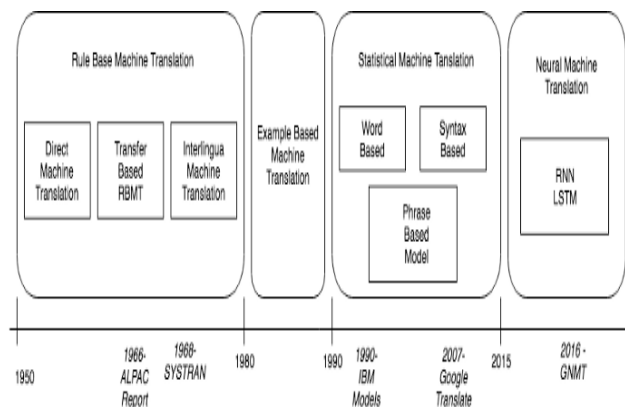 Rule Base Machine Translation
Direct
Machine
Translation
Transfer
Based
RBMT
Interlingua
Machine
Translation
Example Based
Machine
Translation
Statistical Machine Tanslation
Word
Based
Syntax
Based
Phrase
Based
Model
Neural Machine
Translation
RNN
LSTM
1950
1966-
ALPAC
Report
1968-
SYSTRAN
1980
1990
1990-
IBM
Models
2007-
Google
Translate
2015
2016 -
GNMT